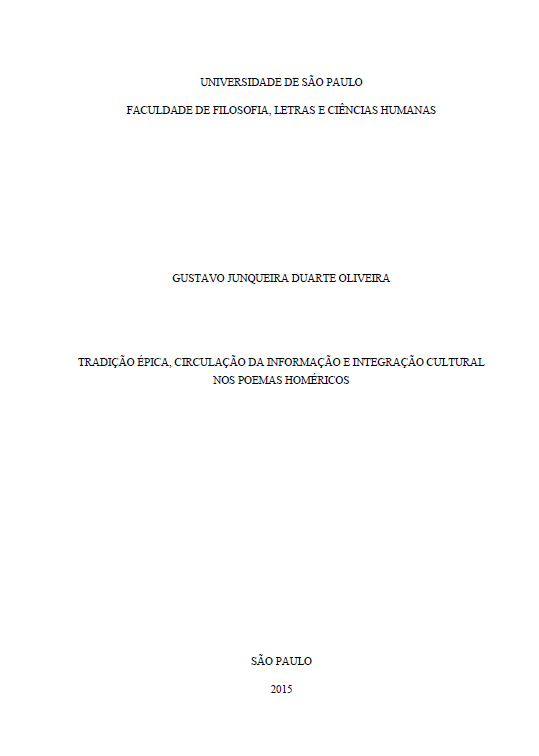 UNIVERSIDADE DE SÃO PAULO
FACULDADE DE FILOSOFIA, LETRAS E CIÊNCIAS HUMANAS
GUSTAVO JUNQUEIRA DUARTE OLIVEIRA
TRADIÇÃO ÉPICA, CIRCULAÇÃO DA INFORMAÇÃO E INTEGRAÇÃO CULTURAL
NOS POEMAS HOMÉRICOS
SÃO PAULO
2015